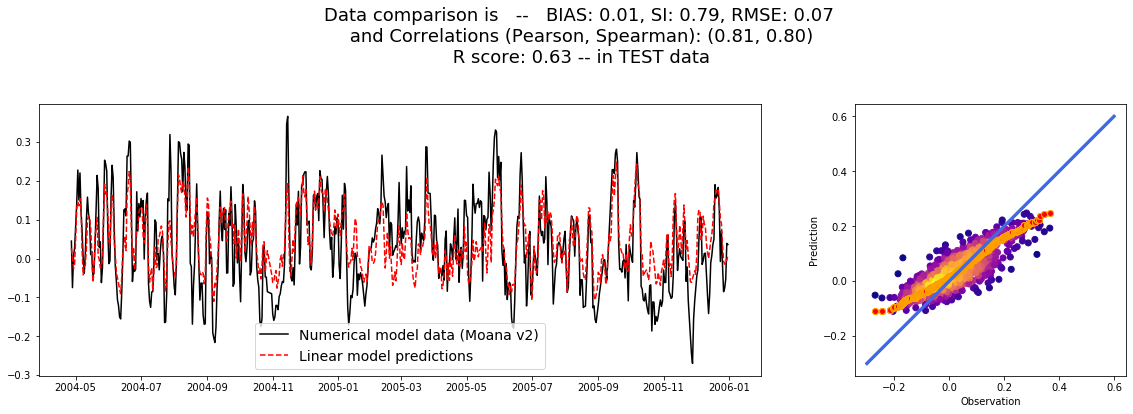 Data comparison is -- BIAS: 0.01, SI: 0.79, RMSE: 0.07
and Correlations (Pearson, Spearman): (0.81, 0.80)
R score: 0.63 -- in TEST data
0.3
0.2
0.1
0.0
−0.1
−0.2
−0.3
Numerical model data (Moana v2)
Linear model predictions
2004-05 2004-07 2004-09 2004-11 2005-01 2005-03 2005-05 2005-07 2005-09 2005-11 2006-01
Prediction
0.6
0.4
0.2
0.0
−0.2
−0.2 0.0 0.2 0.4 0.6
Observation